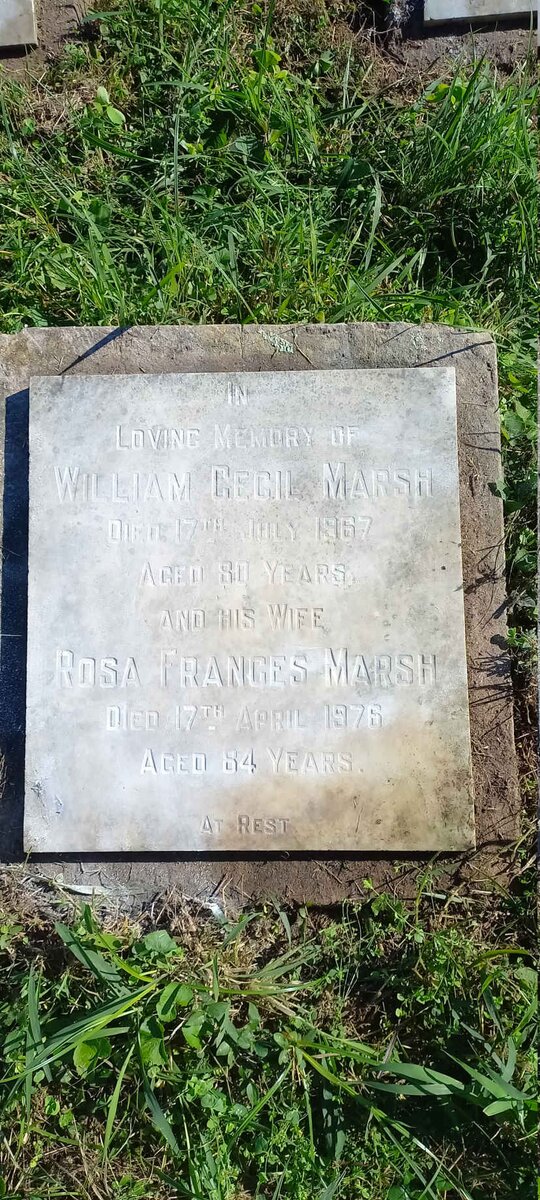 IN
LOVING MEMORY OF
WILLIAM CECIL MARSH
DIED 17TH JULY 1967
AGED 80 YEARS.
AND HIS WIFE
ROSA FRANCES MARSH
DIED 17TH APRIL 1976
AGED 84 YEARS.
AT REST